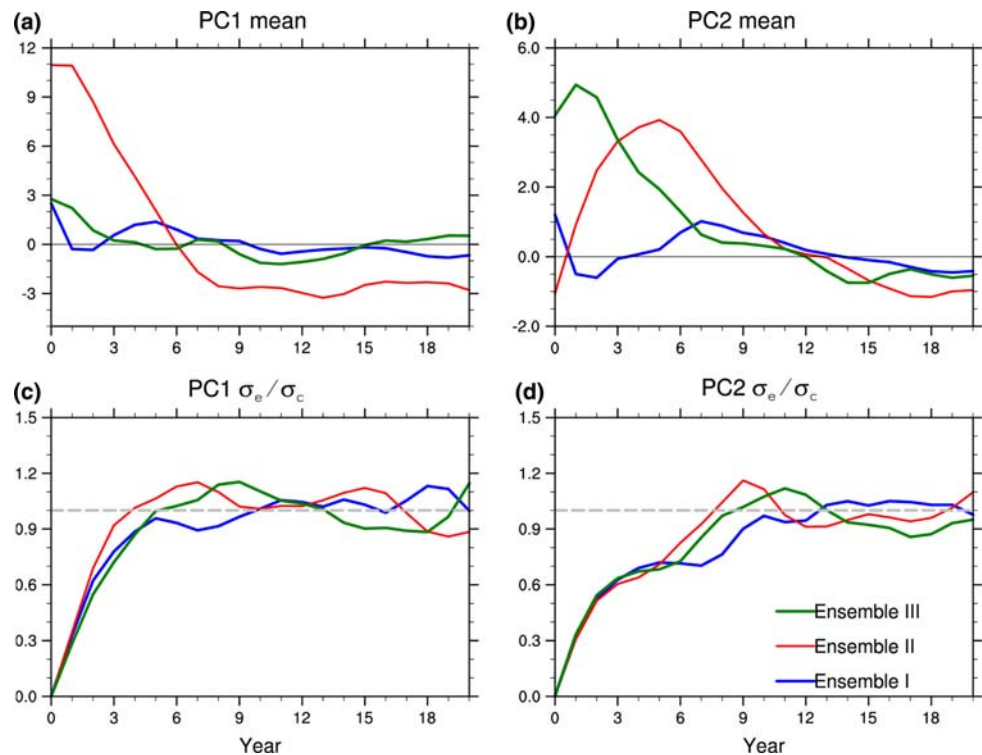 (a) PC1 mean
12
9
6
3
0
-3
0 3 6 9 12 15 18
(b) PC2 mean
6.0
4.0
2.0
0.0
-2.0
0 3 6 9 12 15 18
(c) PC1 σe/σc
1.5
1.2
0.9
0.6
0.3
0.0
0 3 6 9 12 15 18
Year
(d) PC2 σe/σc
1.5
1.2
0.9
0.6
0.3
0.0
0 3 6 9 12 15 18
Year
Ensemble III
Ensemble II
Ensemble I